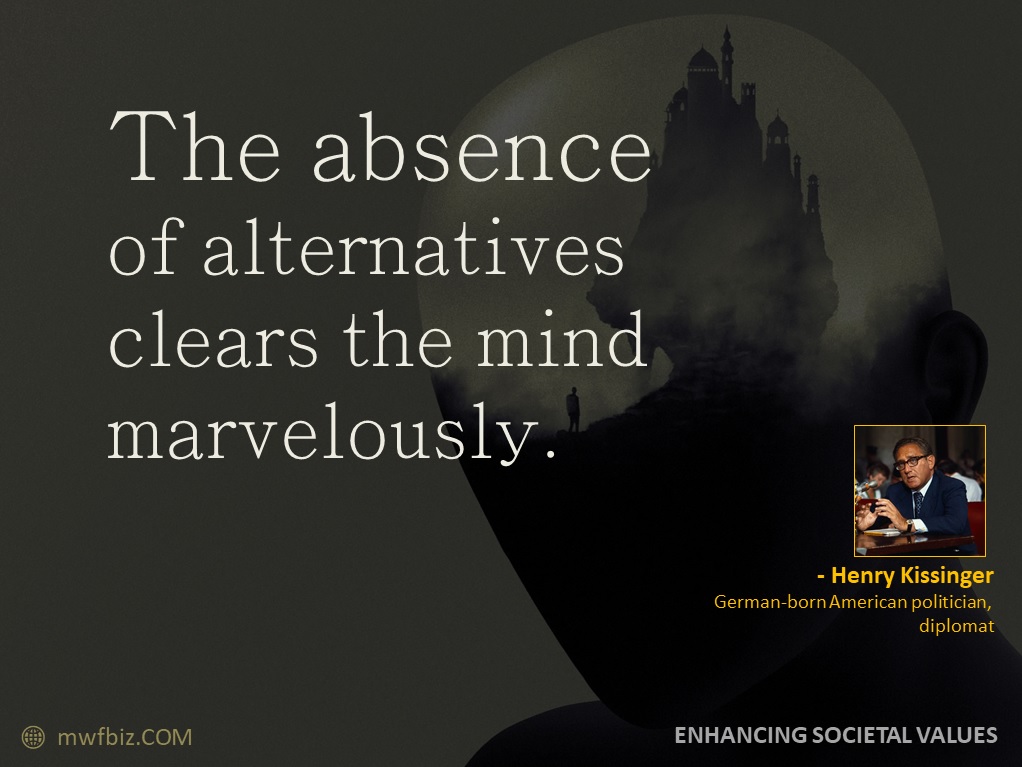 The absence
of alternatives
clears the mind
marvelously.
- Henry Kissinger
German-born American politician,
diplomat
mwfbiz.COM
ENHANCING SOCIETAL VALUES